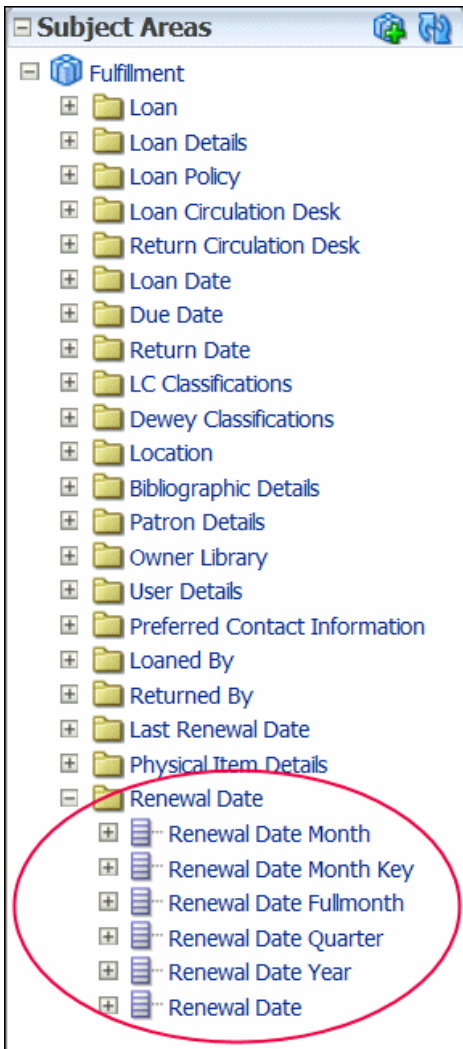 Subject Areas
Fulfillment
Loan
Loan Details
Loan Policy
Loan Circulation Desk
Return Circulation Desk
Loan Date
Due Date
Return Date
LC Classifications
Dewey Classifications
Location
Bibliographic Details
Patron Details
Owner Library
User Details
Preferred Contact Information
Loaned By
Returned By
Last Renewal Date
Physical Item Details
Renewal Date
Renewal Date Month
Renewal Date Month Key
Renewal Date Fullmonth
Renewal Date Quarter
Renewal Date Year
Renewal Date